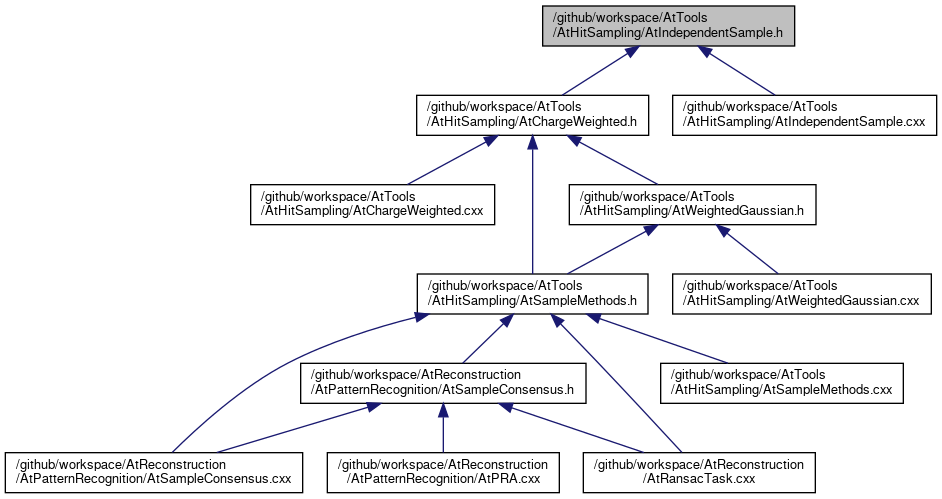 /github/workspace/AtTools
/AtHitSampling/AtIndependentSample.h
/github/workspace/AtTools
/AtHitSampling/AtChargeWeighted.h
/github/workspace/AtTools
/AtHitSampling/AtIndependentSample.cxx
/github/workspace/AtTools
/AtHitSampling/AtChargeWeighted.cxx
/github/workspace/AtTools
/AtHitSampling/AtWeightedGaussian.h
/github/workspace/AtTools
/AtHitSampling/AtSampleMethods.h
/github/workspace/AtTools
/AtHitSampling/AtWeightedGaussian.cxx
/github/workspace/AtReconstruction
/AtPatternRecognition/AtSampleConsensus.h
/github/workspace/AtTools
/AtHitSampling/AtSampleMethods.cxx
/github/workspace/AtReconstruction
/AtPatternRecognition/AtSampleConsensus.cxx
/github/workspace/AtReconstruction
/AtPatternRecognition/AtPRA.cxx
/github/workspace/AtReconstruction
/AtRansacTask.cxx